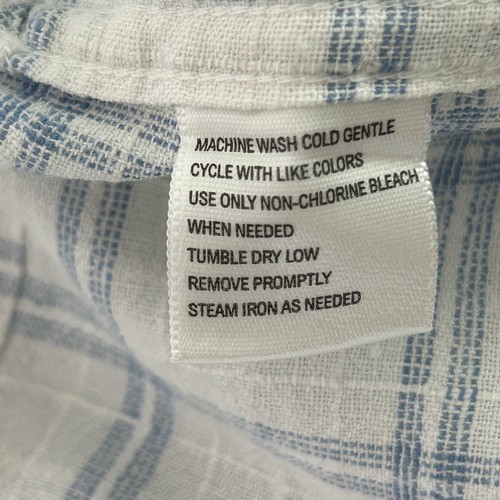 MACHINE WASH COLD GENTLE
CYCLE WITH LIKE COLORS
USE ONLY NON-CHLORINE BLEACH
WHEN NEEDED
TUMBLE DRY LOW
REMOVE PROMPTLY
STEAM IRON AS NEEDED